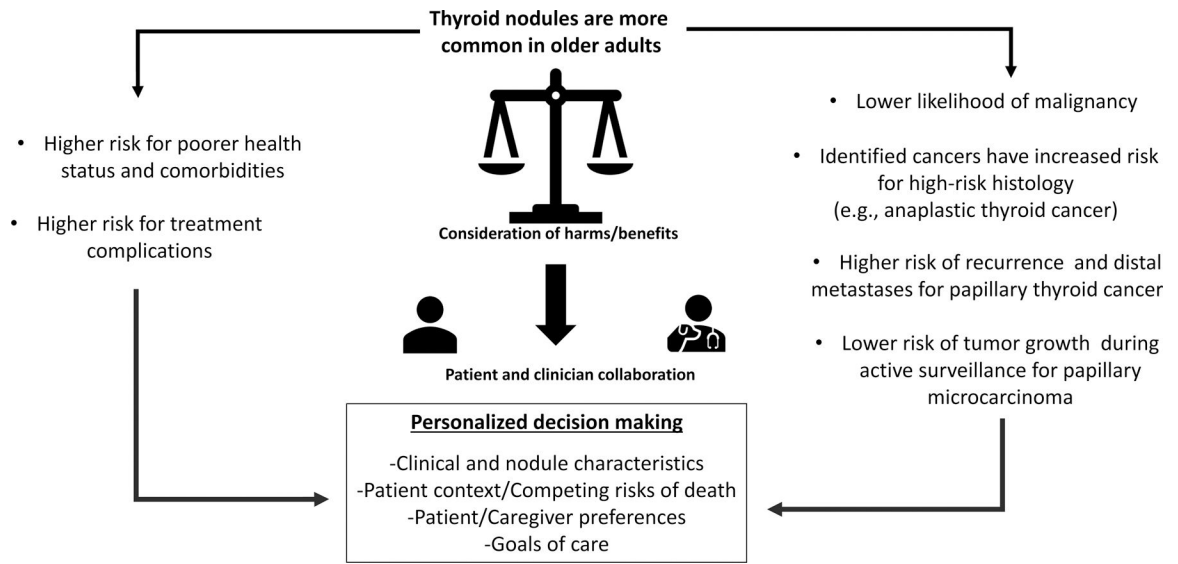 Thyroid nodules are more
common in older adults
• Higher risk for poorer health
status and comorbidities
• Higher risk for treatment
complications
Consideration of harms/benefits
Patient and clinician collaboration
• Lower likelihood of malignancy
• Identified cancers have increased risk
for high-risk histology
(e.g., anaplastic thyroid cancer)
• Higher risk of recurrence and distal
metastases for papillary thyroid cancer
• Lower risk of tumor growth during
active surveillance for papillary
microcarcinoma
Personalized decision making
-Clinical and nodule characteristics
-Patient context/Competing risks of death
-Patient/Caregiver preferences
-Goals of care